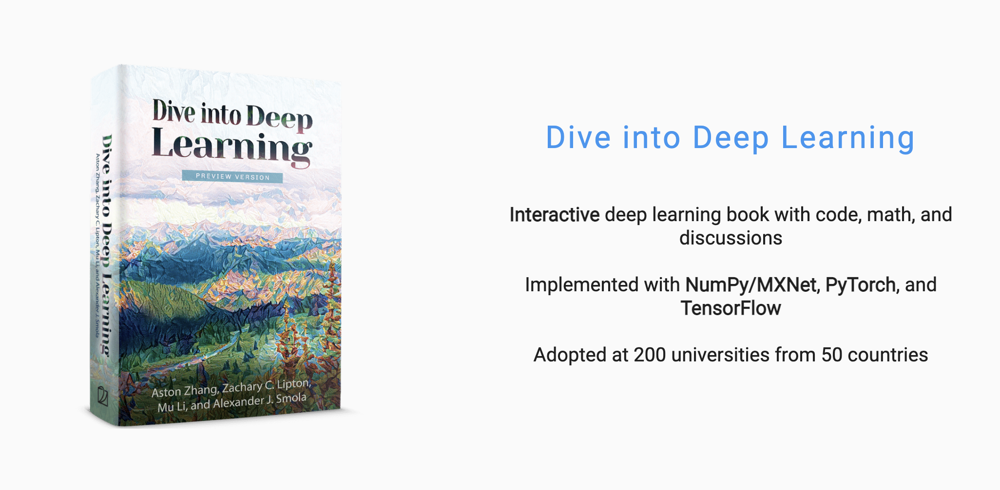 Dive into Deep
Learning
PREVIEW VERSION
Aston Zhang, Zachary C. Lipton,
Mu Li, and Alexander J. Smola
Dive into Deep Learning
Aston Zhang, Zachary C. Lipton, Mu Li, and Alexander J. Smola
Dive into Deep Learning
Interactive deep learning book with code, math, and
discussions
Implemented with NumPy/MXNet, PyTorch, and
TensorFlow
Adopted at 200 universities from 50 countries